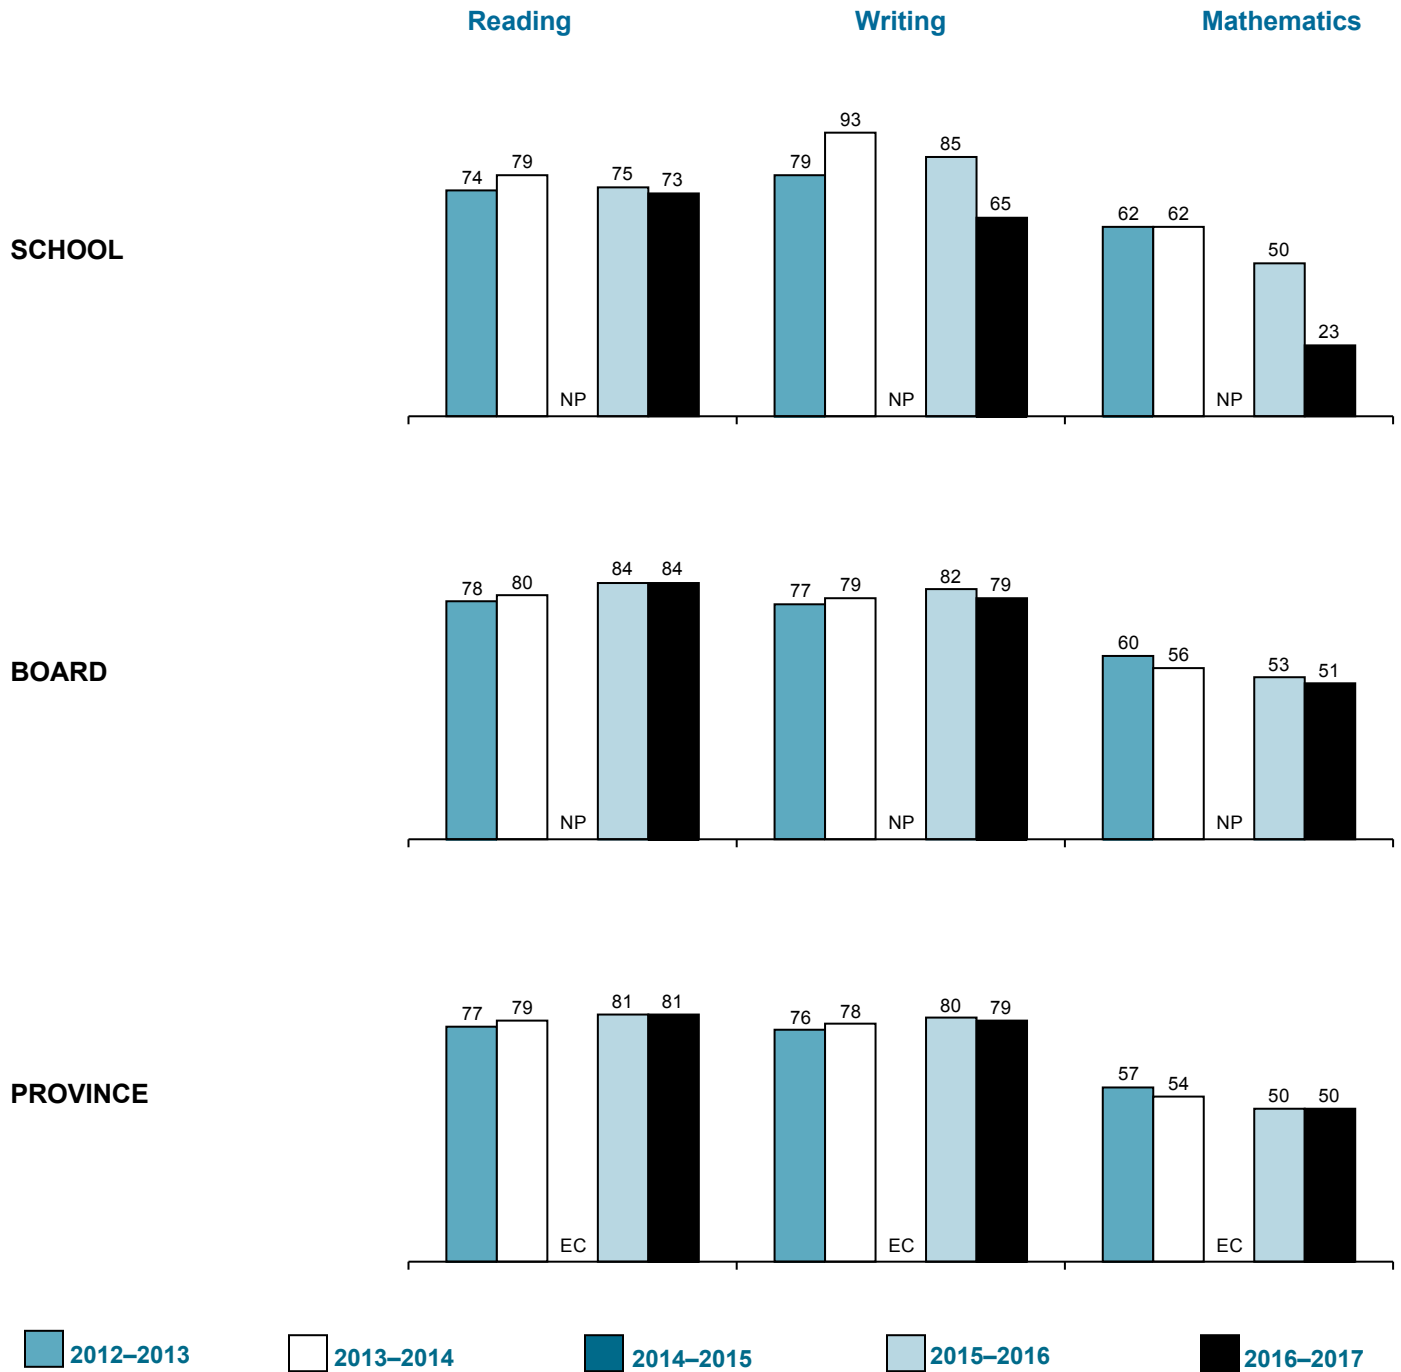 Reading Writing Mathematics
SCHOOL
74 79 NP 75 73 79 93 NP 85 65 62 62 NP 50 23
BOARD
78 80 NP 84 84 77 79 NP 82 79 60 56 NP 53 51
PROVINCE
77 79 EC 81 81 76 78 EC 80 79 57 54 EC 50 50
2012–2013 2013–2014 2014–2015 2015–2016 2016–2017